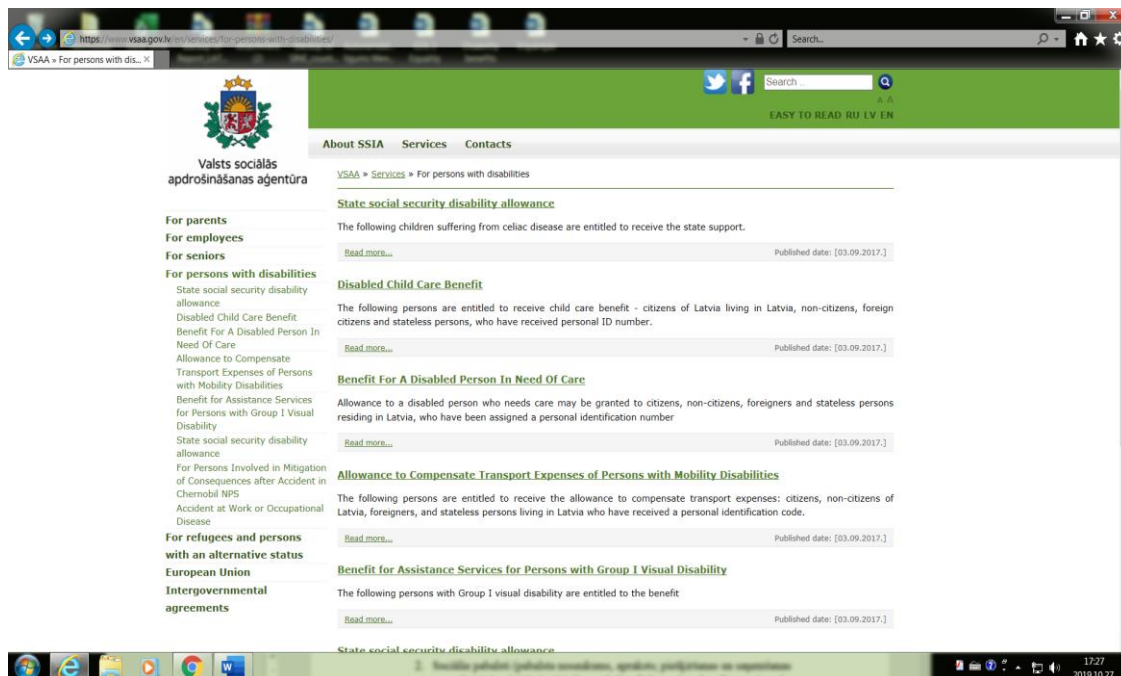 https://www.vsaa.gov.lv/en/services/for-persons-with-disabilities/
Search...
VSAA » For persons with dis...
Search ..
A A
EASY TO READ RU LV EN
About SSIA Services Contacts
Valsts sociālās
apdrošināšanas aģentūra
VSAA » Services » For persons with disabilities
For parents
For employees
For seniors
For persons with disabilities
State social security disability
allowance
Disabled Child Care Benefit
Benefit For A Disabled Person In
Need Of Care
Allowance to Compensate
Transport Expenses of Persons
with Mobility Disabilities
Benefit for Assistance Services
for Persons with Group I Visual
Disability
State social security disability
allowance
For Persons Involved in Mitigation
of Consequences after Accident in
Chernobil NPS
Accident at Work or Occupational
Disease
For refugees and persons
with an alternative status
European Union
Intergovernmental
agreements
State social security disability allowance
The following children suffering from celiac disease are entitled to receive the state support.
Read more... Published date: [03.09.2017.]
Disabled Child Care Benefit
The following persons are entitled to receive child care benefit - citizens of Latvia living in Latvia, non-citizens, foreign
citizens and stateless persons, who have received personal ID number.
Read more... Published date: [03.09.2017.]
Benefit For A Disabled Person In Need Of Care
Allowance to a disabled person who needs care may be granted to citizens, non-citizens, foreigners and stateless persons
residing in Latvia, who have been assigned a personal identification number
Read more... Published date: [03.09.2017.]
Allowance to Compensate Transport Expenses of Persons with Mobility Disabilities
The following persons are entitled to receive the allowance to compensate transport expenses: citizens, non-citizens of
Latvia, foreigners, and stateless persons living in Latvia who have received a personal identification code.
Read more... Published date: [03.09.2017.]
Benefit for Assistance Services for Persons with Group I Visual Disability
The following persons with Group I visual disability are entitled to the benefit
Read more... Published date: [03.09.2017.]
State social security disability allowance
17:27
2019.10.27